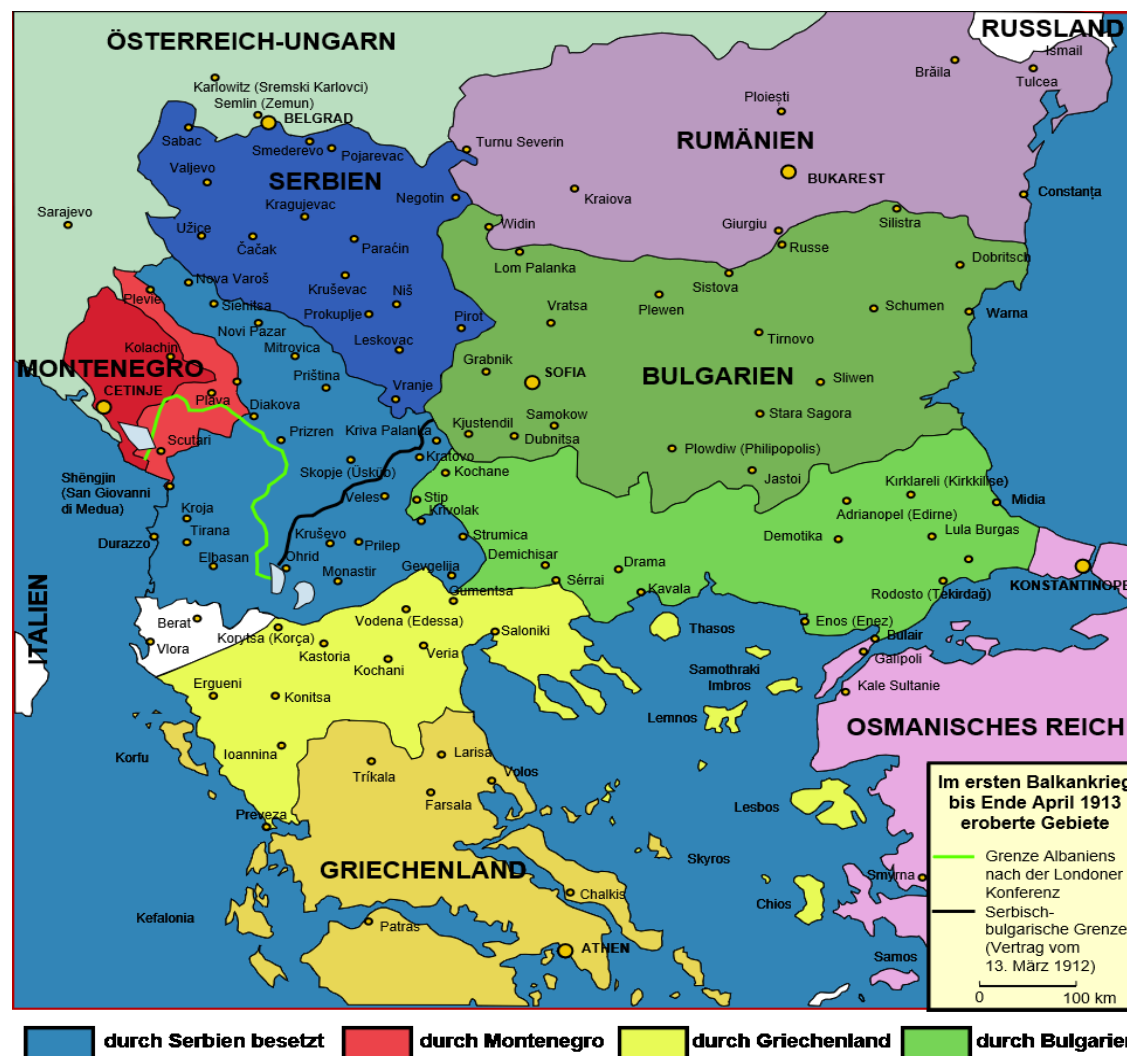 ÖSTERREICH-UNGARN
RUSSLAND
Ismail
Brăila
Tulcea
Karlowitz (Sremski Karlovci)
Semlin (Zemun)
BELGRAD
Ploiești
Sabac
Smederevo
Pojarevac
Turnu Severin
RUMÄNIEN
Valjevo
SERBIEN
BUKAREST
Negotin
Kraiova
Constanța
Sarajevo
Kragujevac
Užice
Čačak
Paraćin
Widin
Giurgiu
Silistra
Russe
Lom Palanka
Dobritsch
Nova Varoš
Kruševac
Niš
Sistova
Plevie
Sienitsa
Prokuplje
Vratsa
Plewen
Schumen
Warna
Novi Pazar
Pirot
Tirnovo
Kolachin
Mitrovica
Leskovac
Grabnik
MONTENEGRO
Priština
SOFIA
BULGARIEN
Sliwen
CETINJE
Plava
Vranje
Diakova
Samokow
Stara Sagora
Kjustendil
Dubnitsa
Scutari
Prizren
Kriva Palanka
Plowdiw (Philipopolis)
Kratovo
Skopje (Üsküb)
Kochane
Jastoi
Shëngjin
(San Giovanni
di Medua)
Kirklareli (Kirkkilise)
Veles
Stip
Midia
Kroja
Krivolak
Adrianopel (Edirne)
Tirana
Lula Burgas
Durazzo
Kruševo
Prilep
Strumica
Demotika
Elbasan
Ohrid
Demichisar
Monastir
Gevgelija
Drama
Sérrai
Kavala
KONSTANTINOPE
Gumentsa
Rodosto (Tekirdağ)
ITALIEN
Berat
Vodena (Edessa)
Enos (Enez)
Korytsa (Korça)
Saloniki
Thasos
Bulair
Vlora
Kastoria
Veria
Galipoli
Kochani
Samothraki
Imbros
Ergueni
Konitsa
Kale Sultanie
Lemnos
OSMANISCHES REICH
Korfu
Ioannina
Larisa
Tríkala
Volos
Farsala
Lesbos
Preveza
Skyros
GRIECHENLAND
Smyrna
Chalkis
Chios
Kefalonia
Patras
ATHEN
Samos
Im ersten Balkankrieg
bis Ende April 1913
eroberte Gebiete
Grenze Albaniens
nach der Londoner
Konferenz
Serbisch-
bulgarische Grenze
(Vertrag vom
13. März 1912)
0 100 km
durch Serbien besetzt
durch Montenegro
durch Griechenland
durch Bulgarien